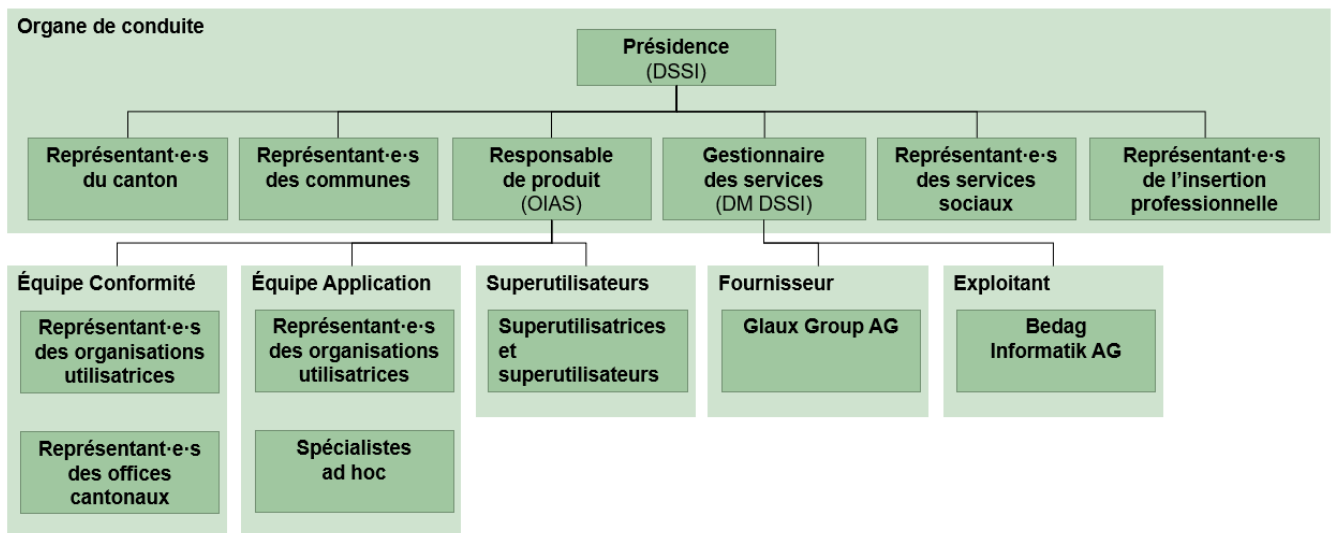 Organe de conduite
Présidence
(DSSI)
Représentant·e·s
du canton
Représentant·e·s
des communes
Responsable
de produit
(OIAS)
Gestionnaire
des services
(DM DSSI)
Représentant·e·s
des services
sociaux
Représentant·e·s
de l’insertion
professionnelle
Équipe Conformité
Représentant·e·s
des organisations
utilisatrices
Représentant·e·s
des offices
cantonaux
Équipe Application
Représentant·e·s
des organisations
utilisatrices
Spécialistes
ad hoc
Superutilisateurs
Superutilisatrices
et
superutilisateurs
Fournisseur
Glaux Group AG
Exploitant
Bedag
Informatik AG